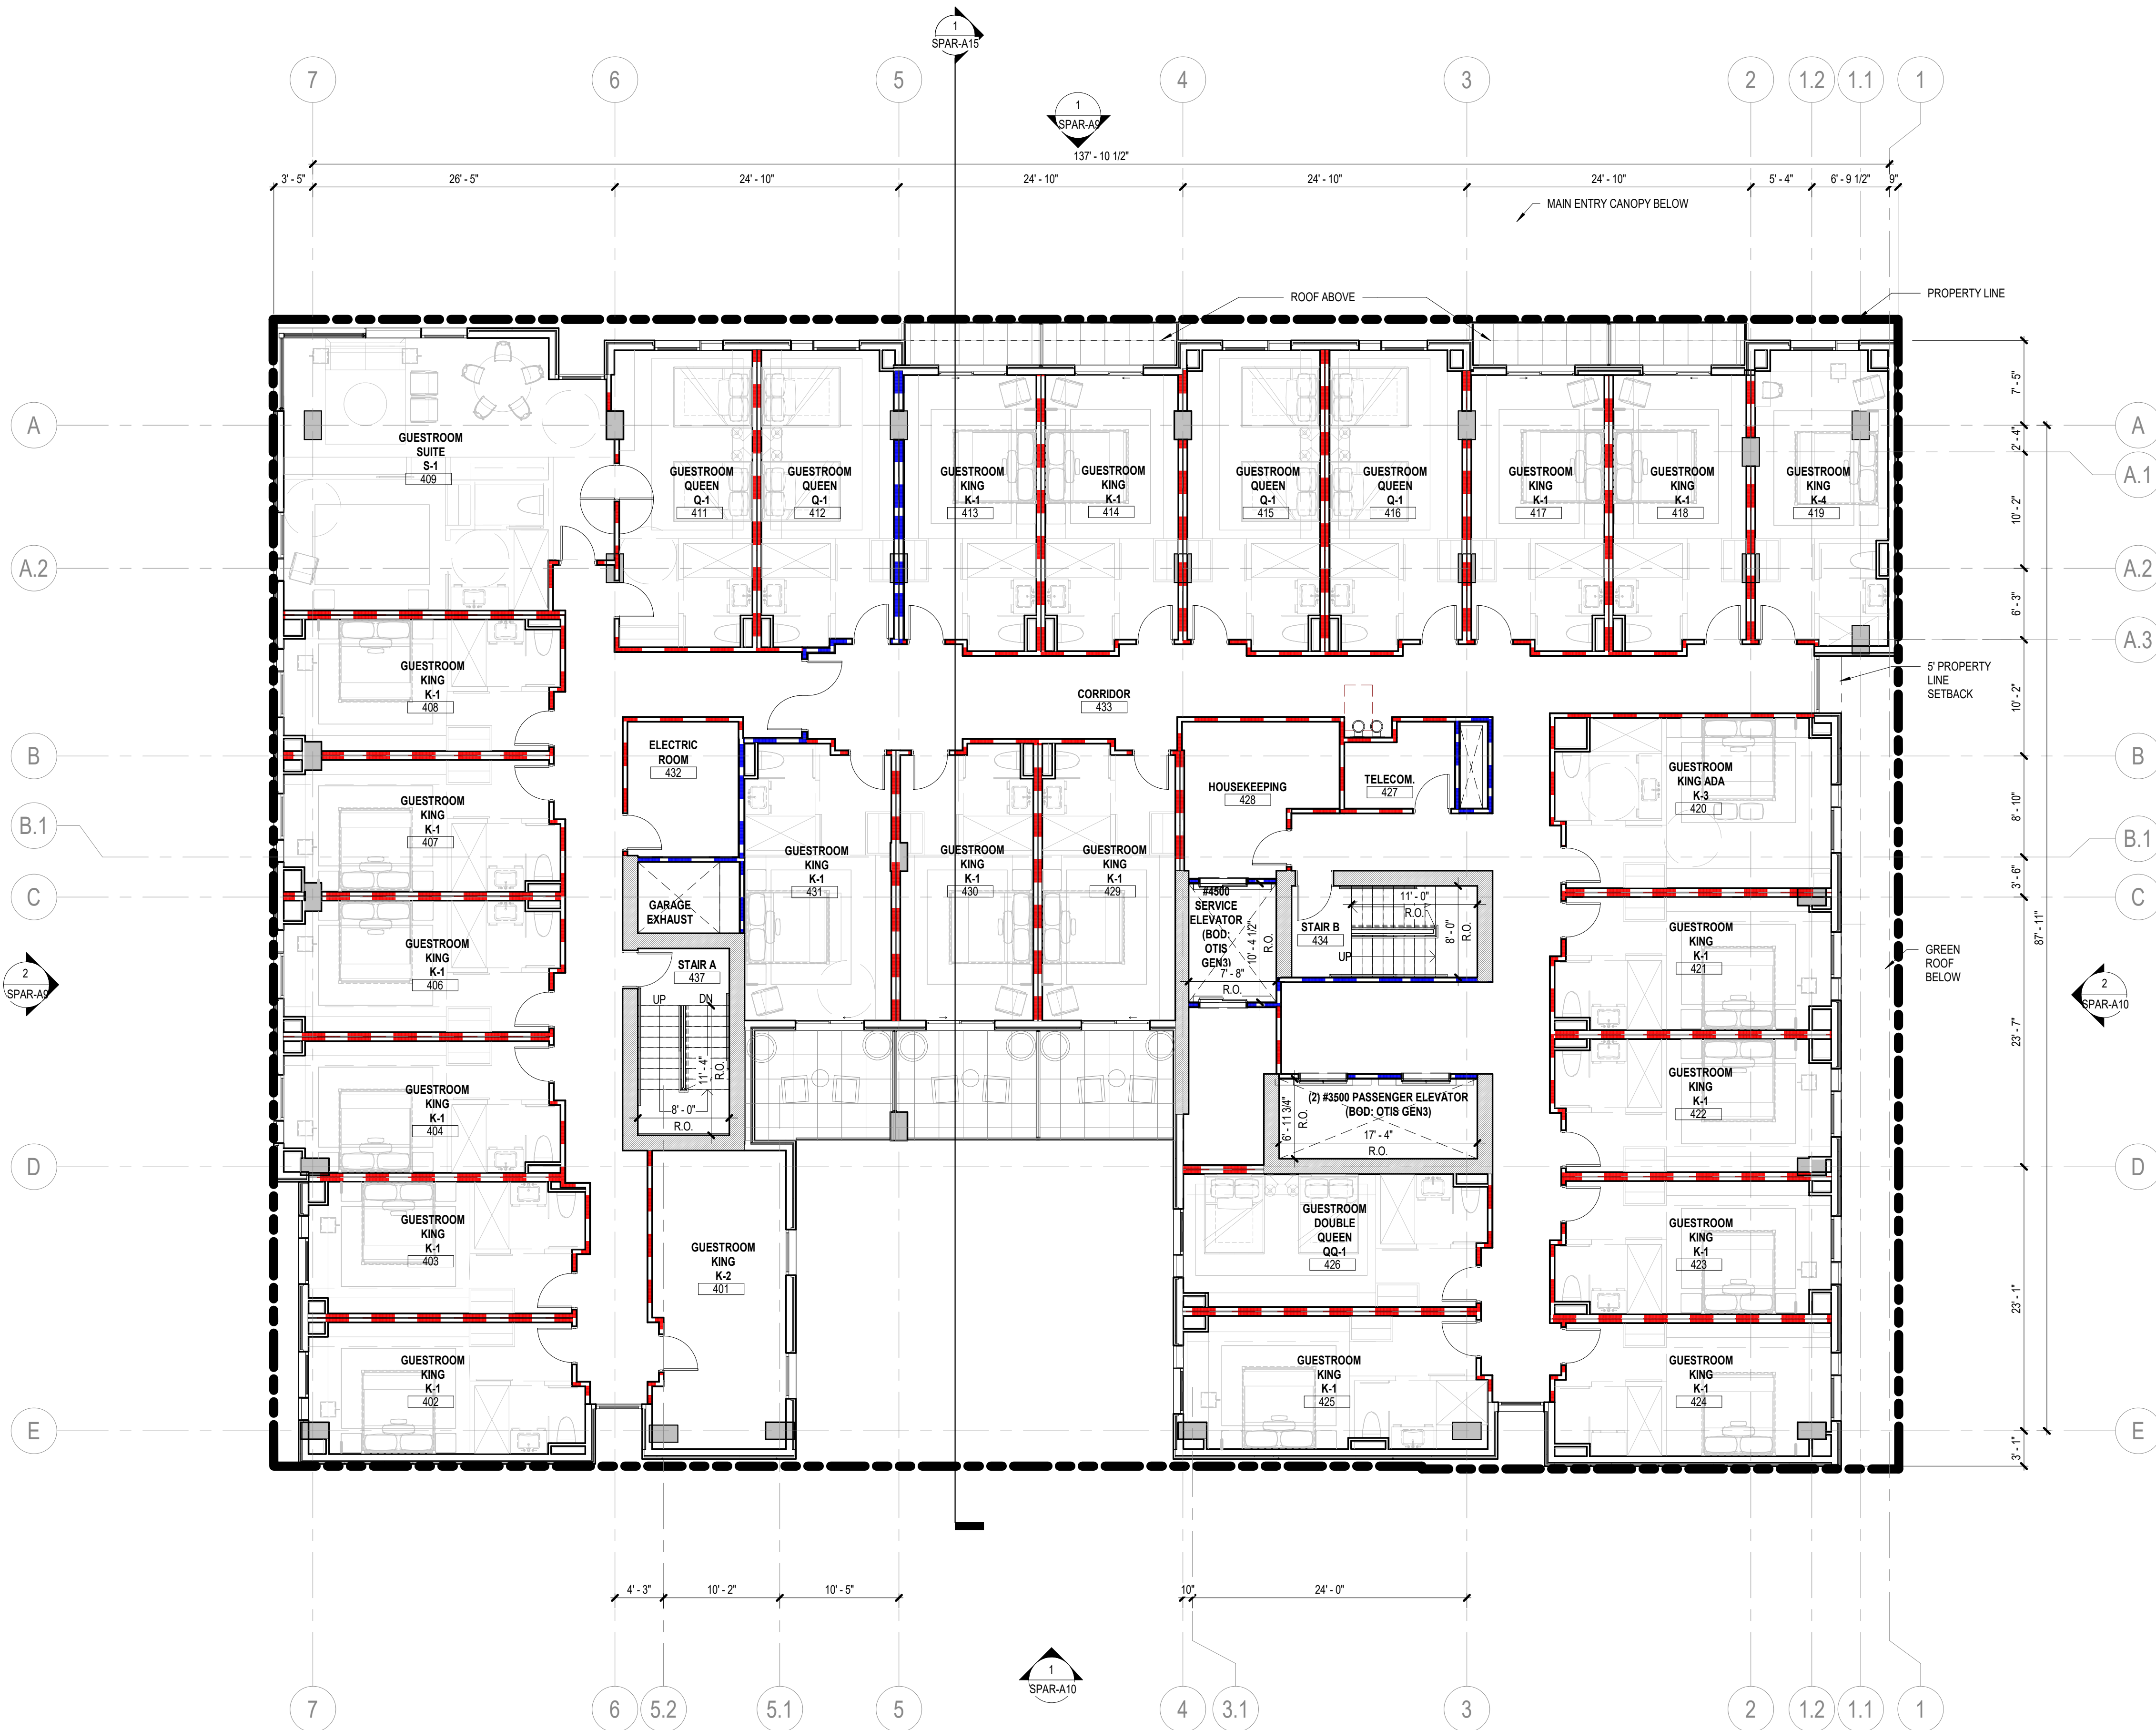 1
SPAR-A15
7
6
5
4
3
2
1.2
1.1
1
1
SPAR-A9
137' - 10 1/2"
3' - 5"
26' - 5"
24' - 10"
24' - 10"
24' - 10"
24' - 10"
5' - 4"
6' - 9 1/2"
9"
MAIN ENTRY CANOPY BELOW
ROOF ABOVE
PROPERTY LINE
A
A.2
B
B.1
C
D
E
2
SPAR-A9
GUESTROOM
SUITE
S-1
409
GUESTROOM
QUEEN
Q-1
411
GUESTROOM
QUEEN
Q-1
412
GUESTROOM
KING
K-1
413
GUESTROOM
KING
K-1
414
GUESTROOM
QUEEN
Q-1
415
GUESTROOM
QUEEN
Q-1
416
GUESTROOM
KING
K-1
417
GUESTROOM
KING
K-1
418
GUESTROOM
KING
K-4
419
GUESTROOM
KING
K-1
408
CORRIDOR
433
5' PROPERTY
LINE
SETBACK
ELECTRIC
ROOM
432
HOUSEKEEPING
428
TELECOM.
427
GUESTROOM
KING ADA
K-3
420
GUESTROOM
KING
K-1
407
GUESTROOM
KING
K-1
431
GUESTROOM
KING
K-1
430
GUESTROOM
KING
K-1
429
GARAGE
EXHAUST
#4500
SERVICE
ELEVATOR
(BOD:
OTIS
GEN3)
7' - 8"
R.O.
10' - 4 1/2"
R.O.
STAIR B
434
UP
11' - 0"
R.O.
8' - 0"
R.O.
GUESTROOM
KING
K-1
406
STAIR A
437
UP
DN
11' - 4"
R.O.
8' - 0"
R.O.
GUESTROOM
KING
K-1
421
GREEN
ROOF
BELOW
GUESTROOM
KING
K-1
404
(2) #3500 PASSENGER ELEVATOR
(BOD: OTIS GEN3)
6' - 11 3/4"
R.O.
17' - 4"
R.O.
GUESTROOM
KING
K-1
422
GUESTROOM
KING
K-1
403
GUESTROOM
KING
K-2
401
GUESTROOM
DOUBLE
QUEEN
QQ-1
426
GUESTROOM
KING
K-1
423
GUESTROOM
KING
K-1
402
GUESTROOM
KING
K-1
425
GUESTROOM
KING
K-1
424
7' - 5"
2' - 4"
10' - 2"
6' - 3"
10' - 2"
8' - 10"
3' - 6"
23' - 7"
23' - 1"
3' - 1"
87' - 11"
A
A.1
A.2
A.3
B
B.1
C
D
E
2
SPAR-A10
4' - 3"
10' - 2"
10' - 5"
10"
24' - 0"
1
SPAR-A10
7
6
5.2
5.1
5
4
3.1
3
2
1.2
1.1
1